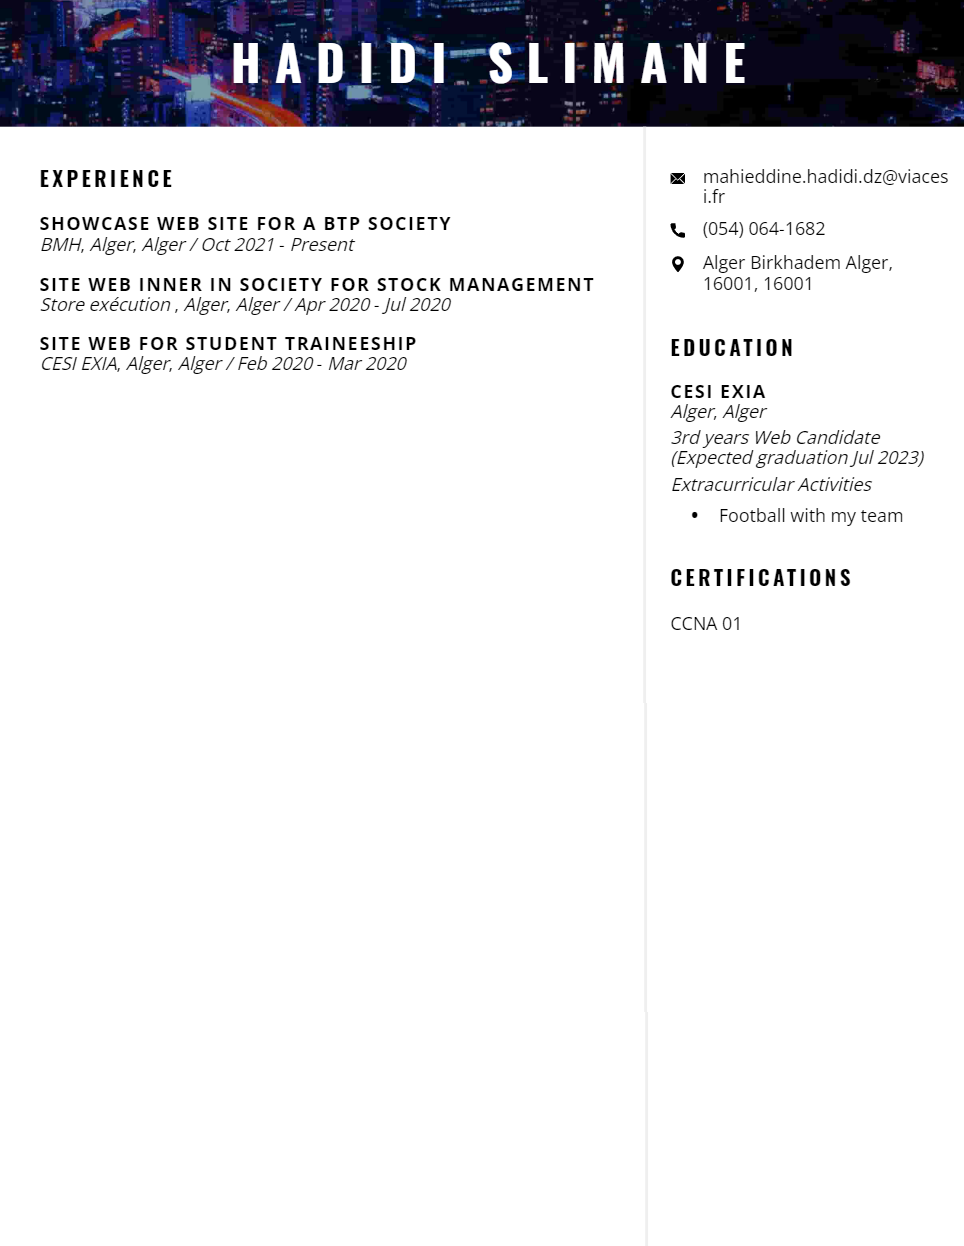 HADIDI SLIMANE
EXPERIENCE
SHOWCASE WEB SITE FOR A BTP SOCIETY
BMH, Alger, Alger / Oct 2021 - Present
SITE WEB INNER IN SOCIETY FOR STOCK MANAGEMENT
Store exécution , Alger, Alger / Apr 2020 - Jul 2020
SITE WEB FOR STUDENT TRAINEESHIP
CESI EXIA, Alger, Alger / Feb 2020 - Mar 2020
mahieddine.hadidi.dz@viaces
i.fr
(054) 064-1682
Alger Birkhadem Alger,
16001, 16001
EDUCATION
CESI EXIA
Alger, Alger
3rd years Web Candidate
(Expected graduation Jul 2023)
Extracurricular Activities
• Football with my team
CERTIFICATIONS
CCNA 01